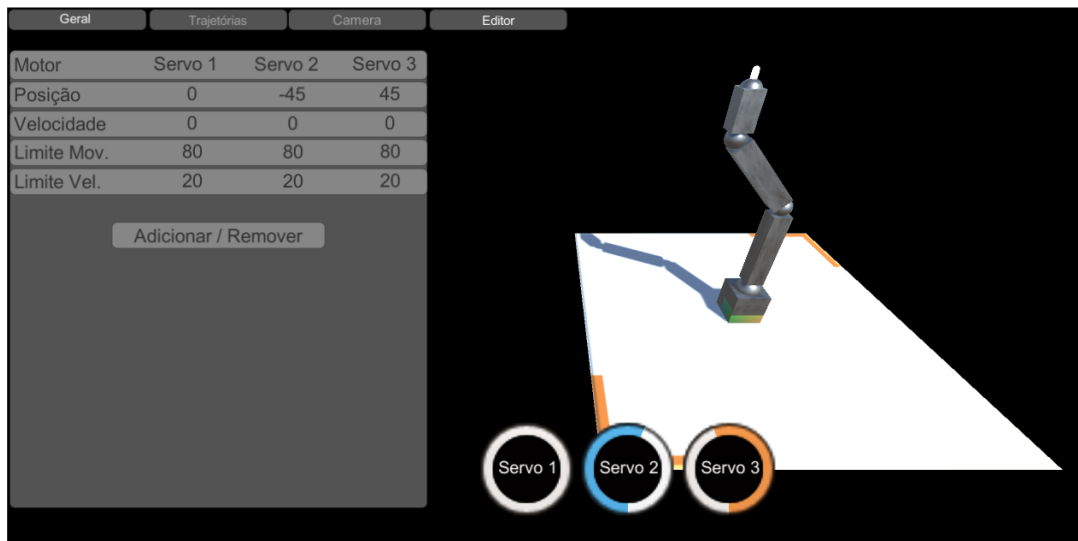 Geral Trajetórias Camera Editor
Motor Servo 1 Servo 2 Servo 3
Posição 0 -45 45
Velocidade 0 0 0
Limite Mov. 80 80 80
Limite Vel. 20 20 20
Adicionar / Remover
Servo 1 Servo 2 Servo 3